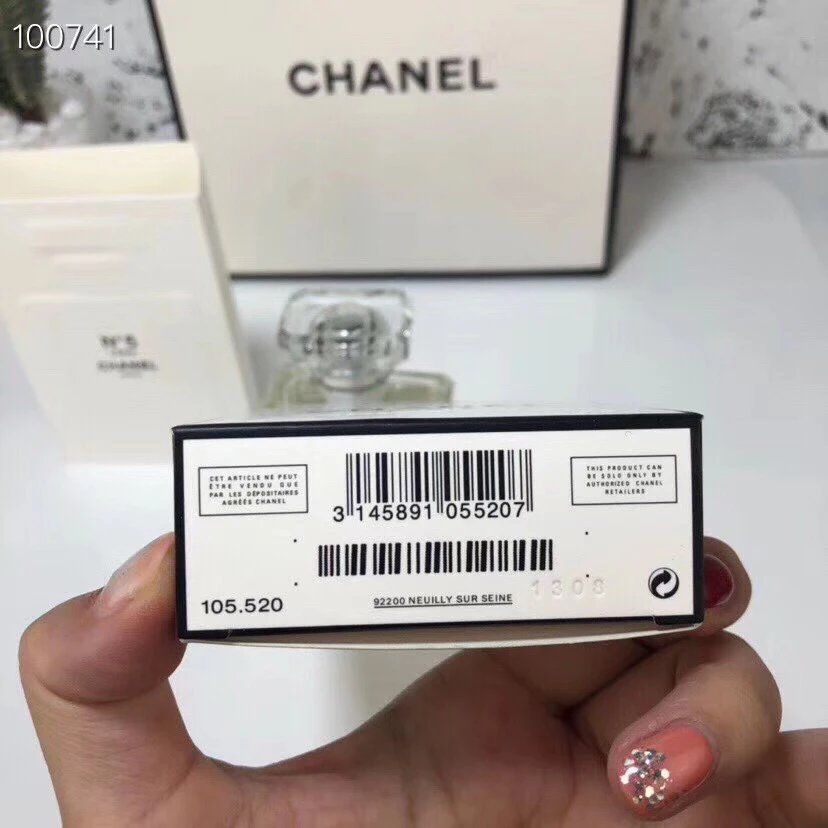 100741
CHANEL
N°5
CHANEL
CET ARTICLE NE PEUT
ÊTRE VENDU QUE
PAR LES DÉPOSITAIRES
AGRÉÉS CHANEL
THIS PRODUCT CAN
BE SOLD ONLY BY
AUTHORIZED CHANEL
RETAILERS
3 145891 055207
105.520
92200 NEUILLY SUR SEINE
1308